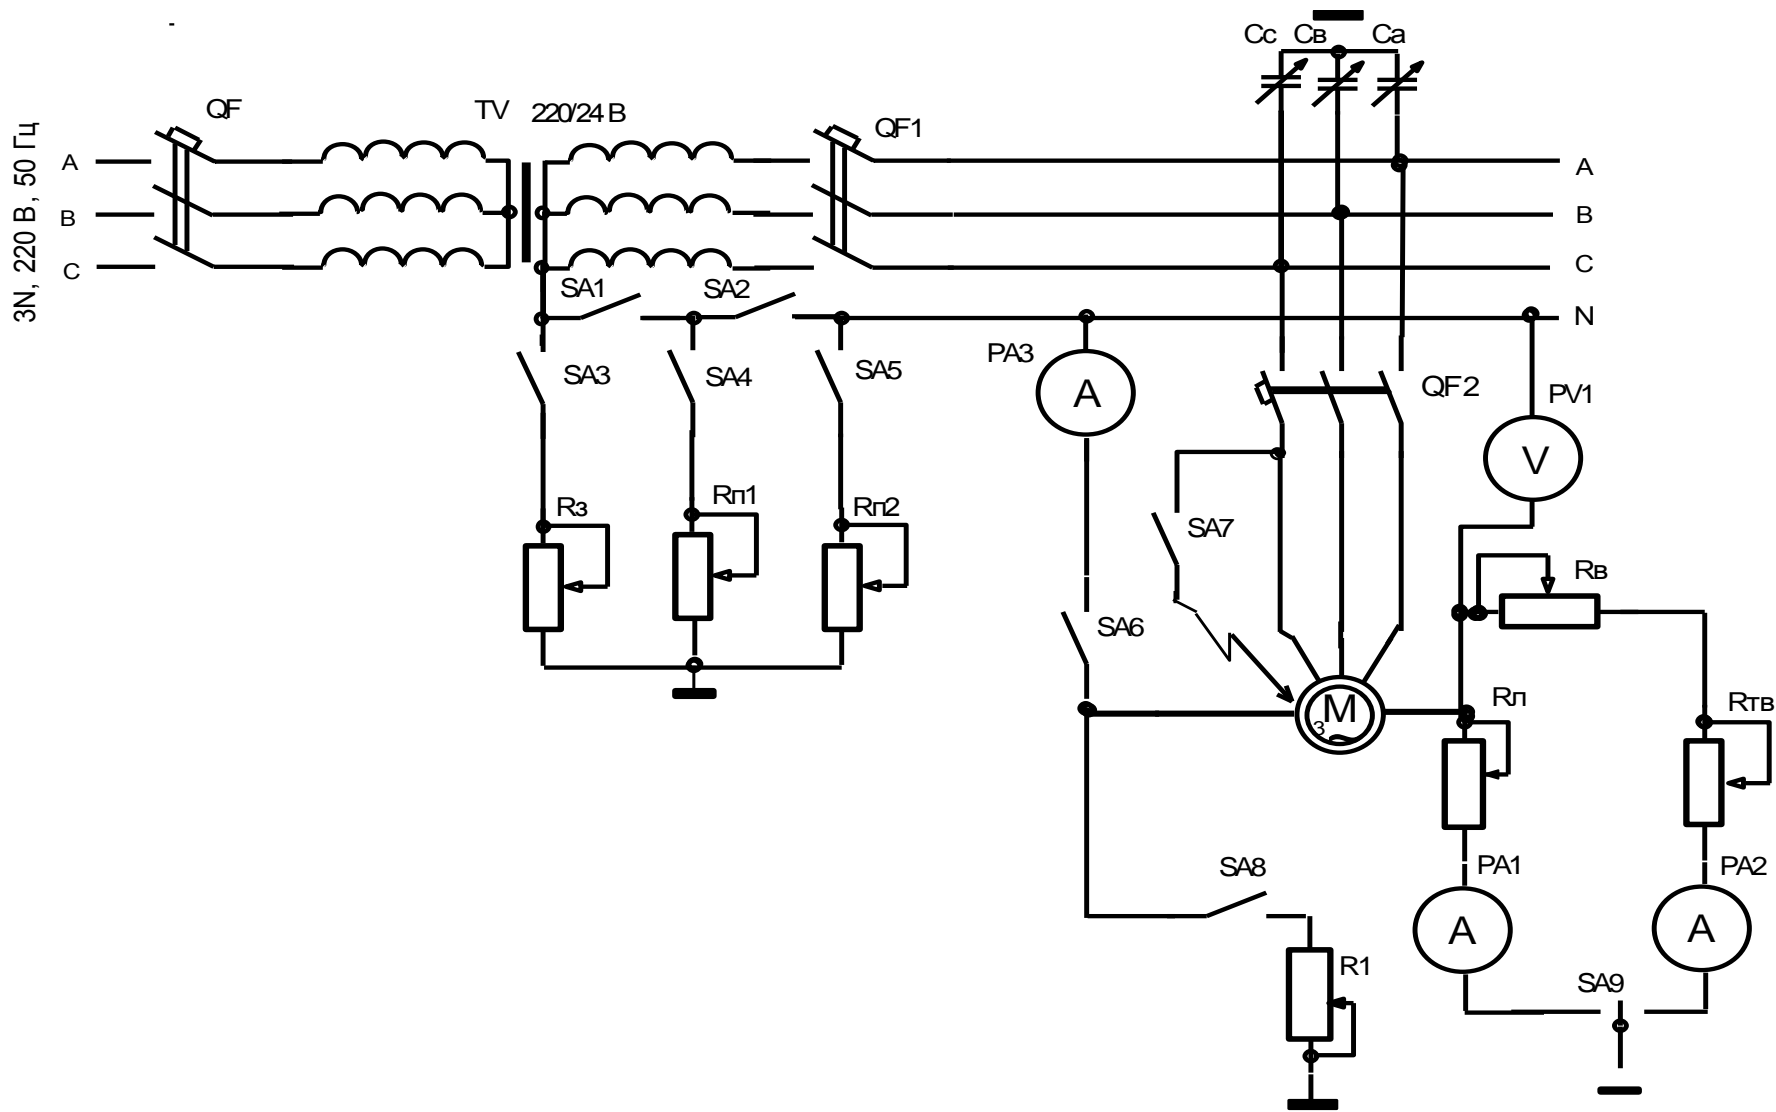 -
Cc Cв Ca
QF
TV 220/24 В
QF1
3N, 220 В, 50 Гц
A
A
B
B
C
C
SA1
SA2
N
SA3
SA4
SA5
PA3
A
QF2
PV1
V
Rз
Rп1
Rп2
SA7
Rв
SA6
M
3
Rл
Rтв
SA8
PA1
PA2
A
A
R1
SA9